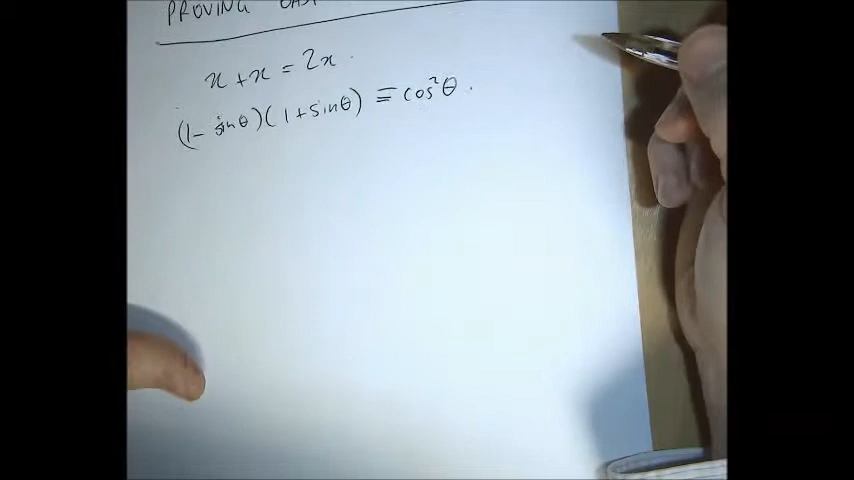 PROVING
x + x = 2x.
(1 - sinθ)(1 + sinθ) ≡ cos²θ.